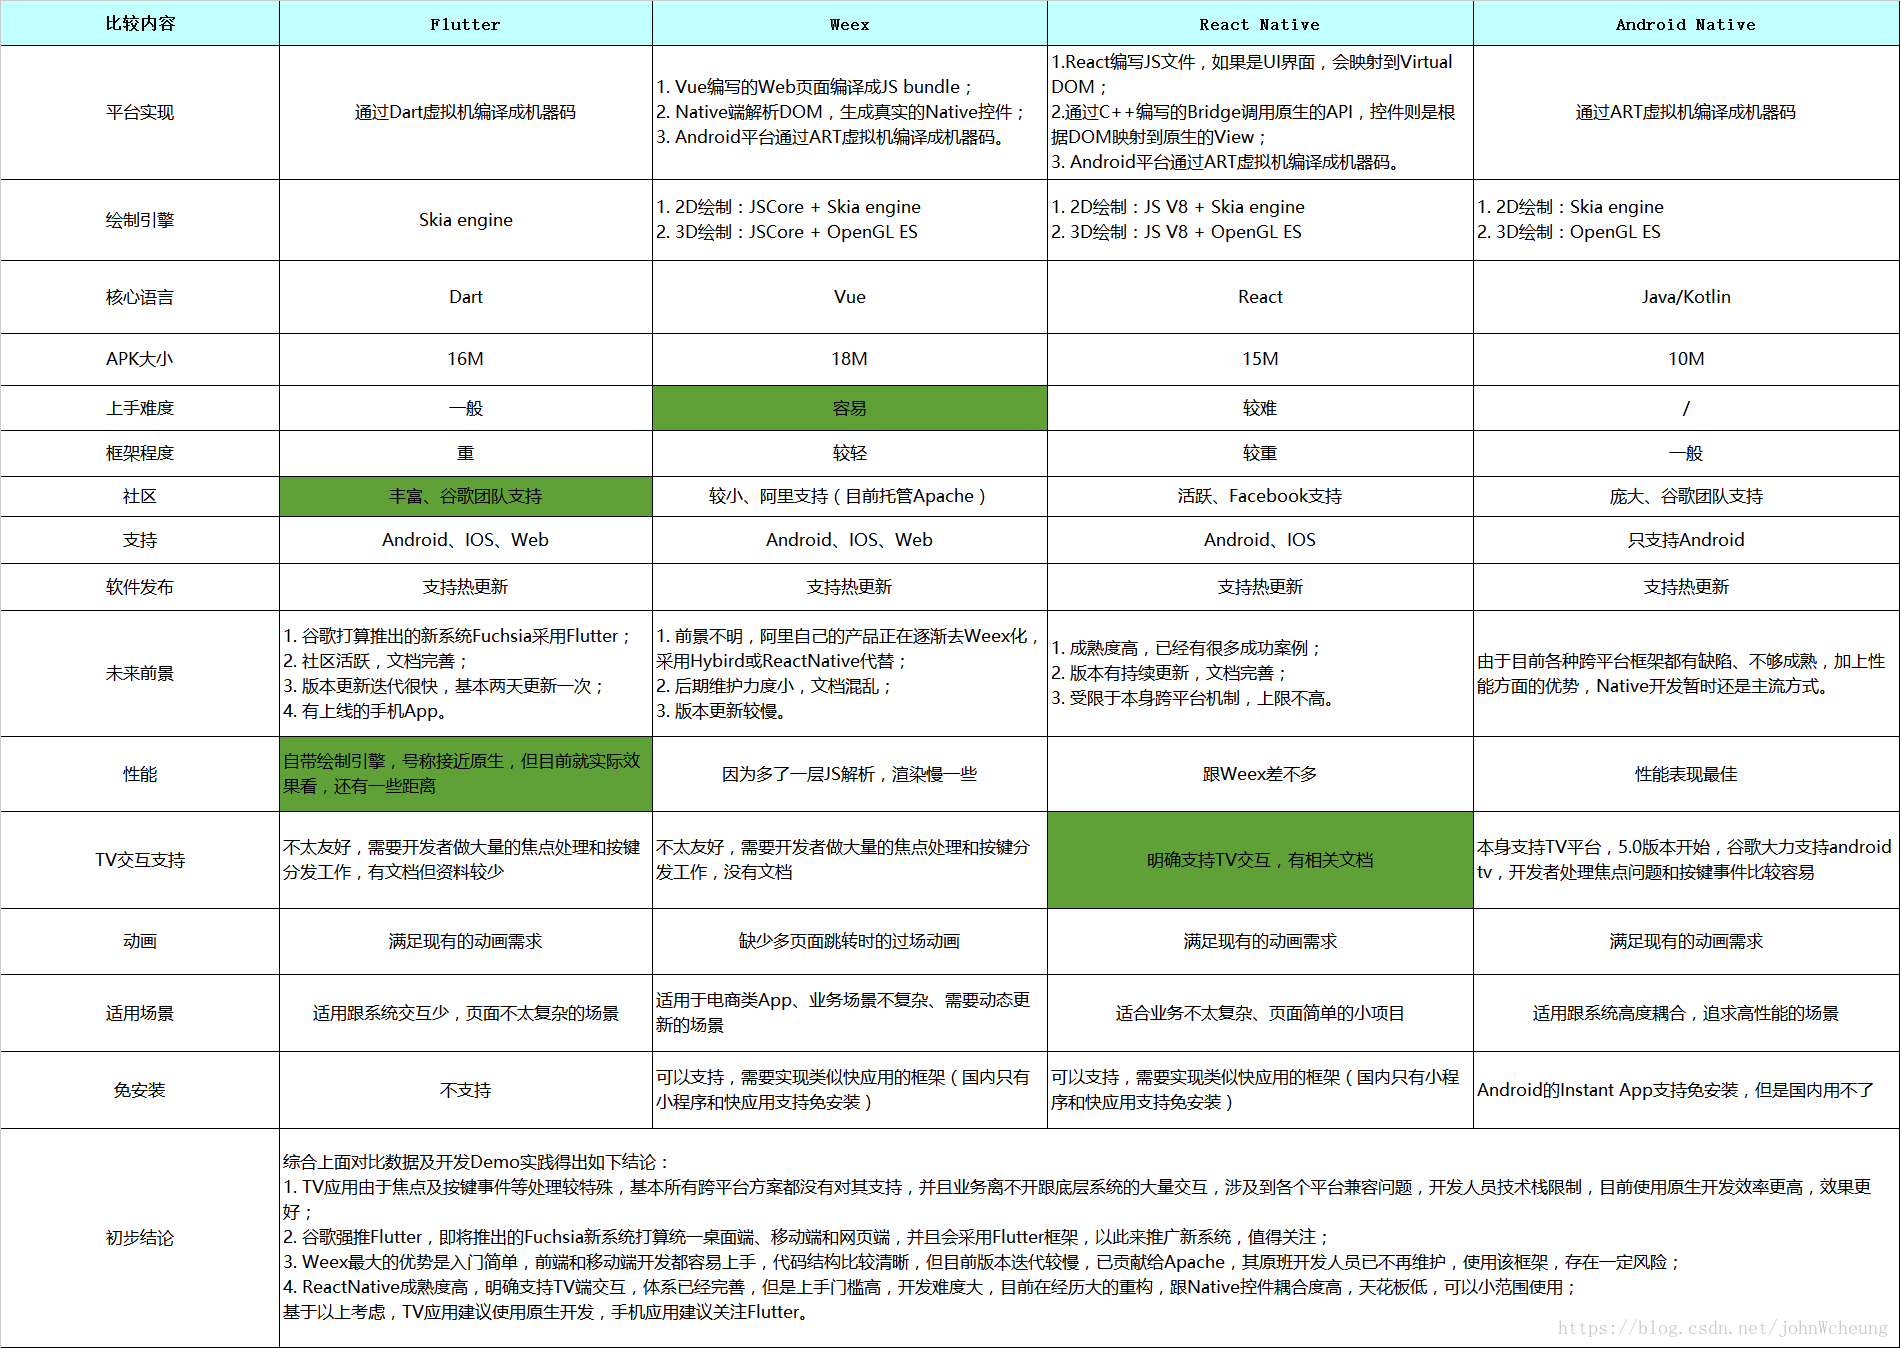 比较内容 Flutter Weex React Native Android Native
平台实现
通过Dart虚拟机编译成机器码
1. Vue编写的Web页面编译成JS bundle；
2. Native端解析DOM，生成真实的Native控件；
3. Android平台通过ART虚拟机编译成机器码。
1.React编写JS文件，如果是UI界面，会映射到Virtual
DOM；
2.通过C++编写的Bridge调用原生的API，控件则是根
据DOM映射到原生的View；
3. Android平台通过ART虚拟机编译成机器码。
通过ART虚拟机编译成机器码
绘制引擎
Skia engine
1. 2D绘制：JSCore + Skia engine
2. 3D绘制：JSCore + OpenGL ES
1. 2D绘制：JS V8 + Skia engine
2. 3D绘制：JS V8 + OpenGL ES
1. 2D绘制：Skia engine
2. 3D绘制：OpenGL ES
核心语言 Dart Vue React Java/Kotlin
APK大小 16M 18M 15M 10M
上手难度 一般 容易 较难 /
框架程度 重 较轻 较重 一般
社区 丰富、谷歌团队支持 较小、阿里支持（目前托管Apache） 活跃、Facebook支持 庞大、谷歌团队支持
支持 Android、IOS、Web Android、IOS、Web Android、IOS 只支持Android
软件发布 支持热更新 支持热更新 支持热更新 支持热更新
未来前景
1. 谷歌打算推出的新系统Fuchsia采用Flutter；
2. 社区活跃，文档完善；
3. 版本更新迭代很快，基本两天更新一次；
4. 有上线的手机App。
1. 前景不明，阿里自己的产品正在逐渐去Weex化，
采用Hybird或ReactNative代替；
2. 后期维护力度小，文档混乱；
3. 版本更新较慢。
1. 成熟度高，已经有很多成功案例；
2. 版本有持续更新，文档完善；
3. 受限于本身跨平台机制，上限不高。
由于目前各种跨平台框架都有缺陷、不够成熟，加上性
能方面的优势，Native开发暂时还是主流方式。
性能
自带绘制引擎，号称接近原生，但目前就实际效
果看，还有一些距离
因为多了一层JS解析，渲染慢一些
跟Weex差不多
性能表现最佳
TV交互支持
不太友好，需要开发者做大量的焦点处理和按键
分发工作，有文档但资料较少
不太友好，需要开发者做大量的焦点处理和按键分
发工作，没有文档
明确支持TV交互，有相关文档
本身支持TV平台，5.0版本开始，谷歌大力支持android
tv，开发者处理焦点问题和按键事件比较容易
动画 满足现有的动画需求 缺少多页面跳转时的过场动画 满足现有的动画需求 满足现有的动画需求
适用场景
适用跟系统交互少，页面不太复杂的场景
适用于电商类App、业务场景不复杂、需要动态更
新的场景
适合业务不太复杂、页面简单的小项目
适用跟系统高度耦合，追求高性能的场景
免安装
不支持
可以支持，需要实现类似快应用的框架（国内只有
小程序和快应用支持免安装）
可以支持，需要实现类似快应用的框架（国内只有小程
序和快应用支持免安装）
Android的Instant App支持免安装，但是国内用不了
初步结论
综合上面对比数据及开发Demo实践得出如下结论：
1. TV应用由于焦点及按键事件等处理较特殊，基本所有跨平台方案都没有对其支持，并且业务离不开跟底层系统的大量交互，涉及到各个平台兼容问题，开发人员技术栈限制，目前使用原生开发效率更高，效果更
好；
2. 谷歌强推Flutter，即将推出的Fuchsia新系统打算统一桌面端、移动端和网页端，并且会采用Flutter框架，以此来推广新系统，值得关注；
3. Weex最大的优势是入门简单，前端和移动端开发都容易上手，代码结构比较清晰，但目前版本迭代较慢，已贡献给Apache，其原班开发人员已不再维护，使用该框架，存在一定风险；
4. ReactNative成熟度高，明确支持TV端交互，体系已经完善，但是上手门槛高，开发难度大，目前在经历大的重构，跟Native控件耦合度高，天花板低，可以小范围使用；
基于以上考虑，TV应用建议使用原生开发，手机应用建议关注Flutter。
https://blog.csdn.net/johnWcheung